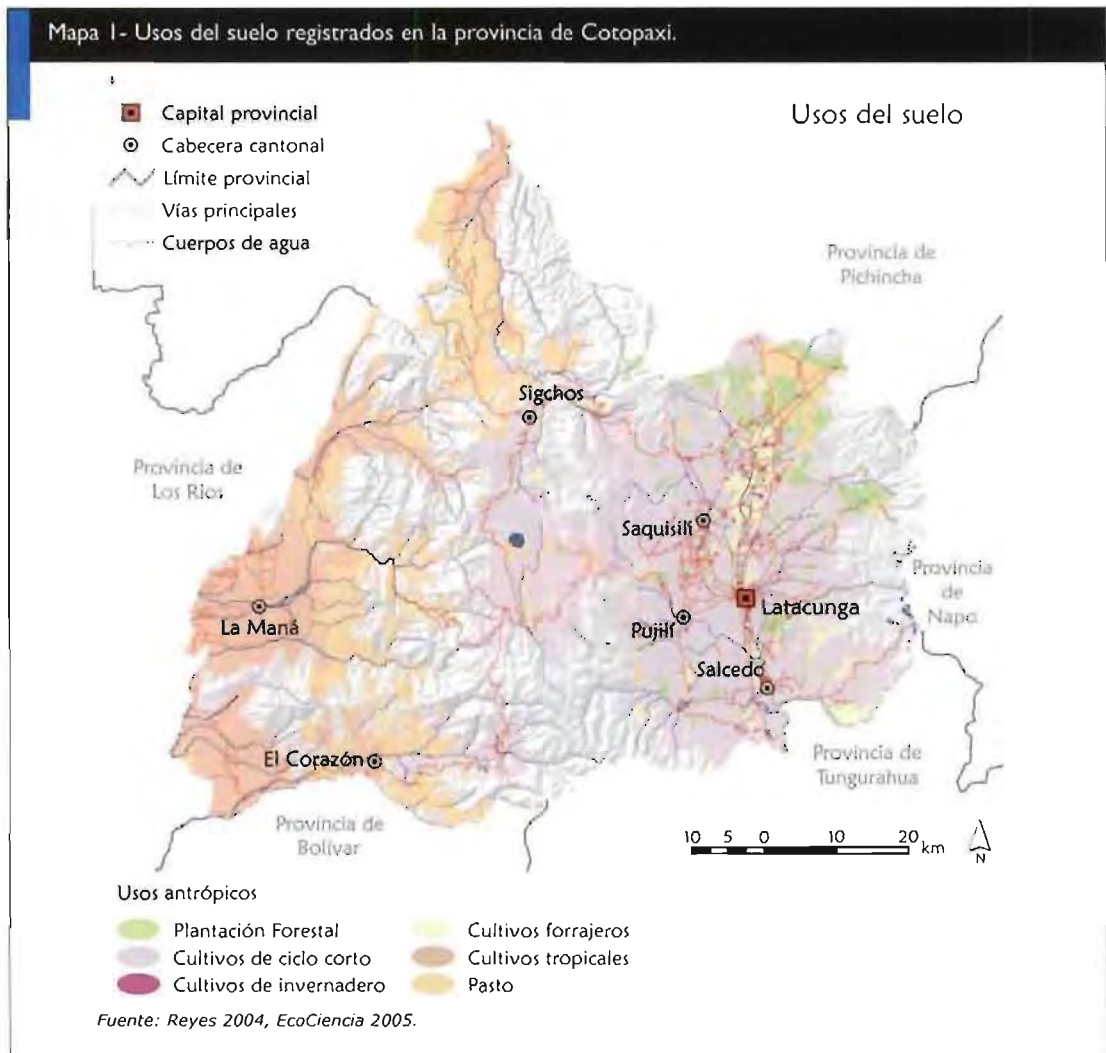 Mapa 1- Usos del suelo registrados en la provincia de Cotopaxi.
Usos del suelo
Capital provincial
Cabecera cantonal
Límite provincial
Vías principales
Cuerpos de agua
Provincia de
Pichincha
Sigchos
Provincia de
Los Ríos
Saquisilí
Provincia
de
Napo
Latacunga
La Maná
Pujilí
Salcedo
El Corazón
Provincia de
Tungurahua
Provincia de
Bolívar
10 5 0 10 20 km
N
Usos antrópicos
Plantación Forestal
Cultivos de ciclo corto
Cultivos de invernadero
Cultivos forrajeros
Cultivos tropicales
Pasto
Fuente: Reyes 2004, EcoCiencia 2005.